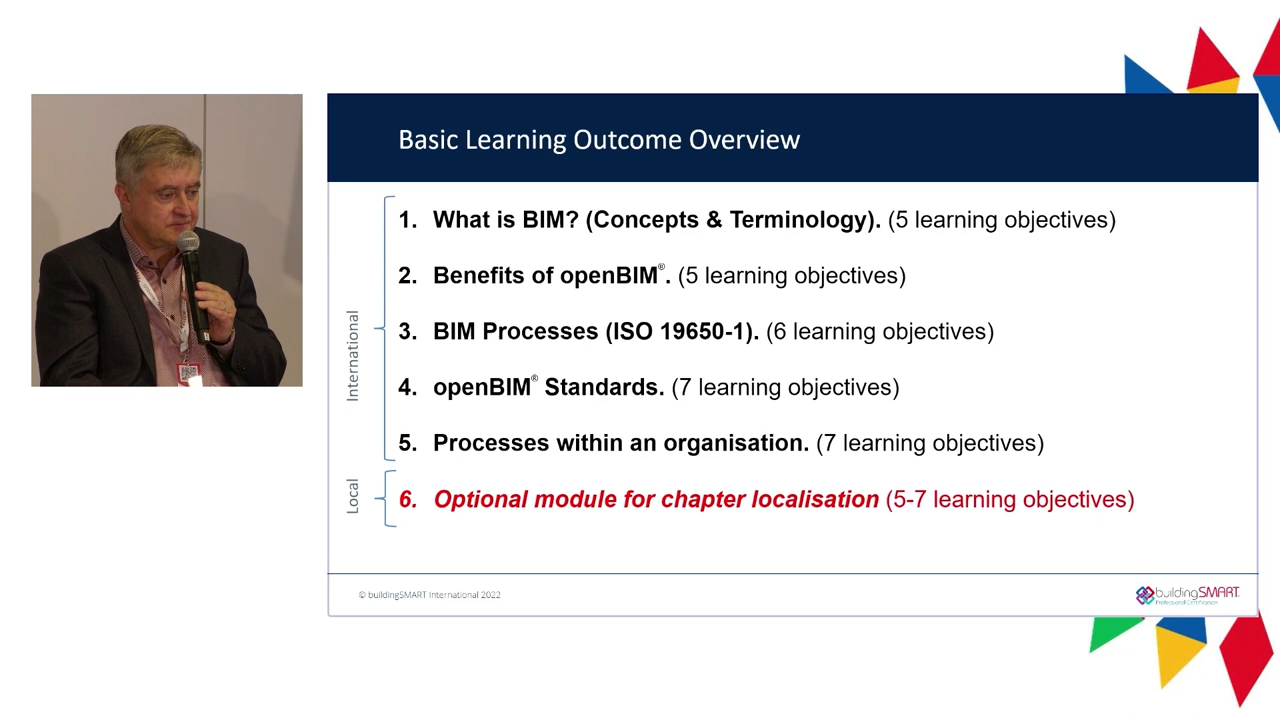 Basic Learning Outcome Overview
1. What is BIM? (Concepts & Terminology). (5 learning objectives)
2. Benefits of openBIM®. (5 learning objectives)
3. BIM Processes (ISO 19650-1). (6 learning objectives)
4. openBIM® Standards. (7 learning objectives)
5. Processes within an organisation. (7 learning objectives)
6. Optional module for chapter localisation (5-7 learning objectives)
International
Local
© buildingSMART International 2022
buildingSMART
Professional Certification